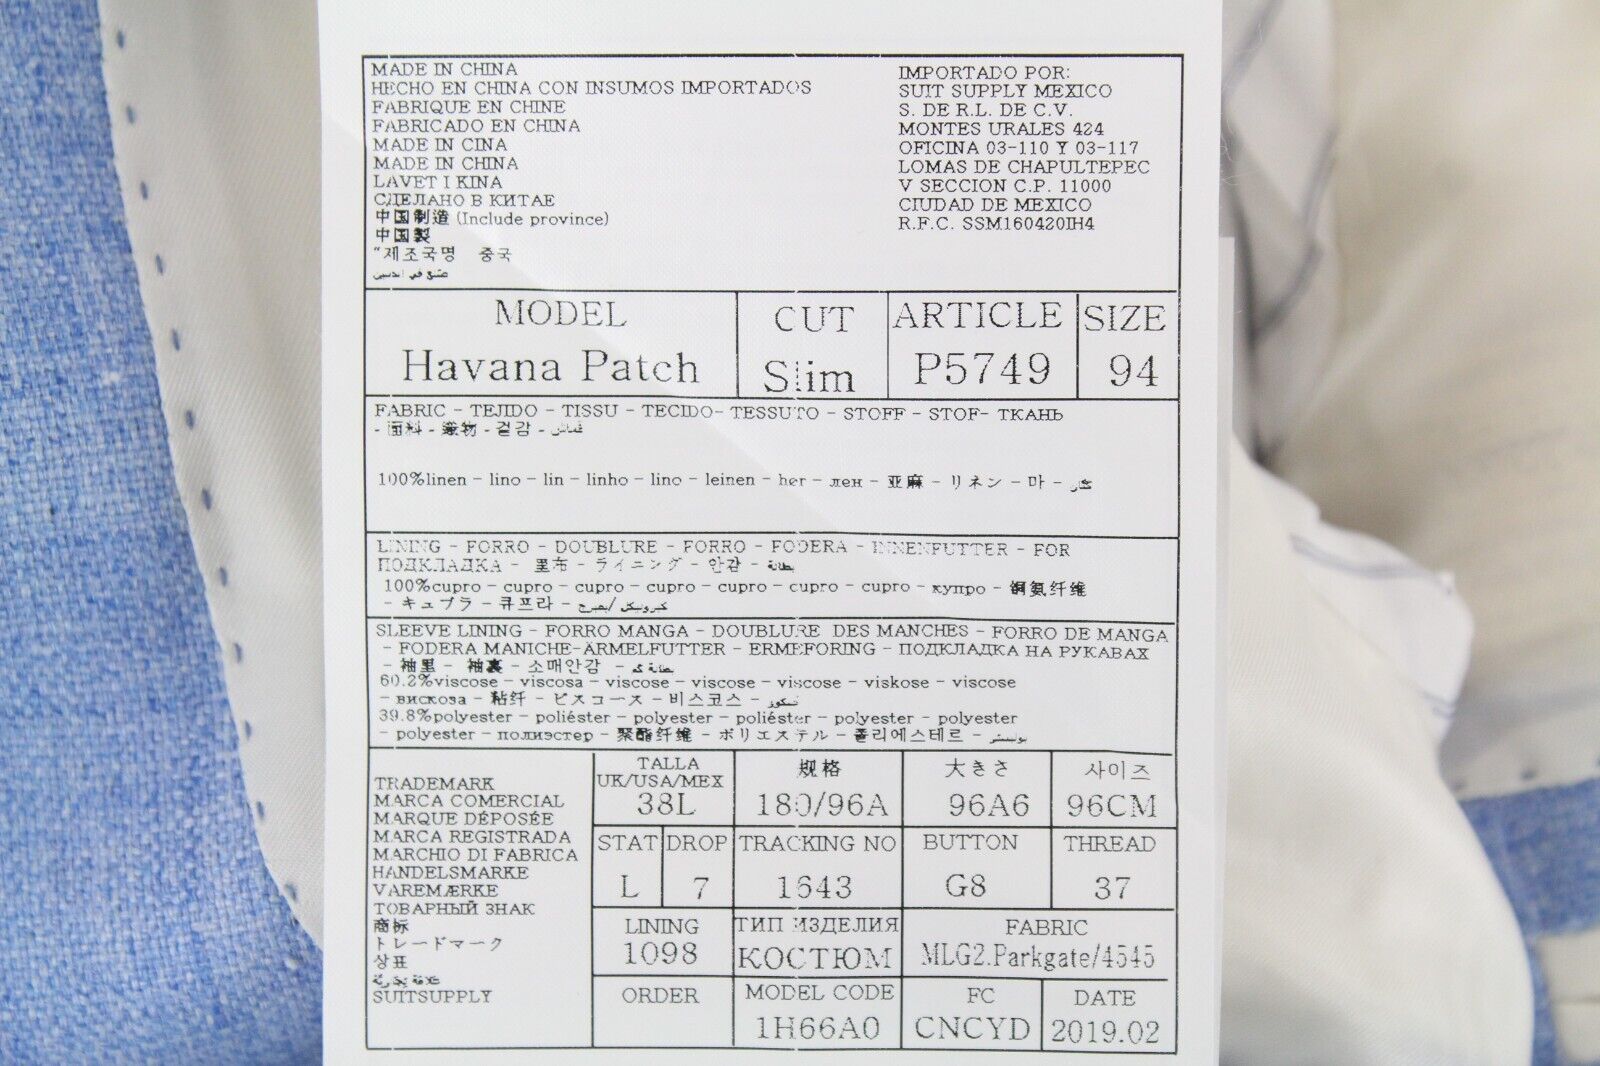 MADE IN CHINA
HECHO EN CHINA CON INSUMOS IMPORTADOS
FABRIQUE EN CHINE
FABRICADO EN CHINA
MADE IN CINA
MADE IN CHINA
LAVET I KINA
СДЕЛАНО В КИТАЕ
中国制造 (Include province)
中国製
"제조국명 중국
IMPORTADO POR:
SUIT SUPPLY MEXICO
S. DE R.L. DE C.V.
MONTES URALES 424
OFICINA 03-110 Y 03-117
LOMAS DE CHAPULTEPEC
V SECCION C.P. 11000
CIUDAD DE MEXICO
R.F.C. SSM160420IH4
MODEL
Havana Patch
CUT
Slim
ARTICLE
P5749
SIZE
94
FABRIC - TEJIDO - TISSU - TECIDO- TESSUTO - STOFF - STOF- ТКАНЬ
- 面料 - 織物 - 겉감 - قماش
100%linen - lino - lin - linho - lino - leinen - hør - лен - 亚麻 - リネン - 마 -
LINING - FORRO - DOUBLURE - FORRO - FODERA - INNENFUTTER - FOR
ПОДКЛАДКА - 里布 - ライニング - 안감 - بطانة
100%cupro - cupro - cupro - cupro - cupro - cupro - cupro - купро - 铜氨纤维
- キュプラ - 큐프라 -
SLEEVE LINING - FORRO MANGA - DOUBLURE DES MANCHES - FORRO DE MANGA
- FODERA MANICHE-ARMELFUTTER - ERMEFORING - ПОДКЛАДКА НА РУКАВАХ
- 袖里 - 袖裏 - 소매안감 -
60.2%viscose - viscosa - viscose - viscose - viscose - viskose - viscose
- вискоза - 粘纤 - ビスコース - 비스코스 -
39.8%polyester - poliéster - polyester - poliéster - polyester - polyester
- polyester - полиэстер - 聚酯纤维 - ポリエステル - 폴리에스테르 -
TRADEMARK
MARCA COMERCIAL
MARQUE DÉPOSÉE
MARCA REGISTRADA
MARCHIO DI FABRICA
HANDELSMARKE
VAREMÆRKE
ТОВАРНЫЙ ЗНАК
商标
トレードマーク
상표
علامة تجارية
SUITSUPPLY
TALLA
UK/USA/MEX
38L
规格
180/96A
大きさ
96A6
사이즈
96CM
STAT
L
DROP
7
TRACKING NO
1643
BUTTON
G8
THREAD
37
LINING
1098
ТИП ИЗДЕЛИЯ
КОСТЮМ
FABRIC
MLG2.Parkgate/4545
ORDER
MODEL CODE
1H66A0
FC
CNCYD
DATE
2019.02